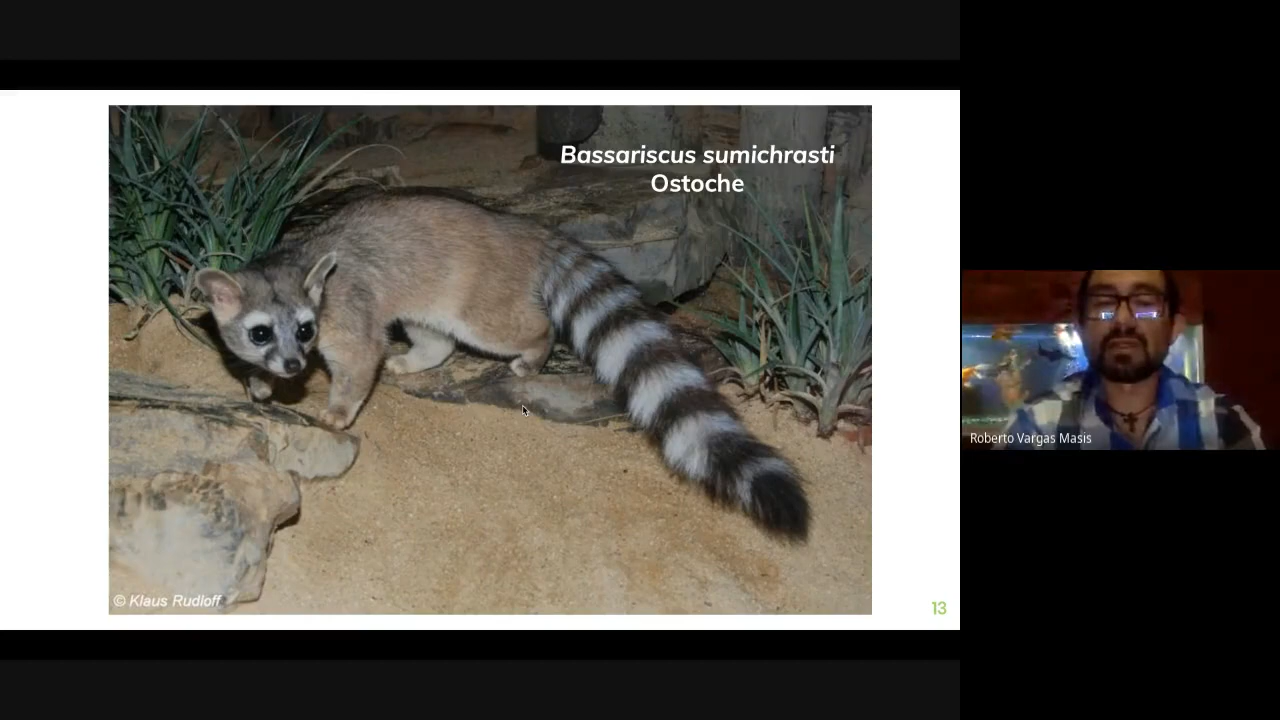 Bassariscus sumichrasti
Ostoche
© Klaus Rudloff
13
Roberto Vargas Masis